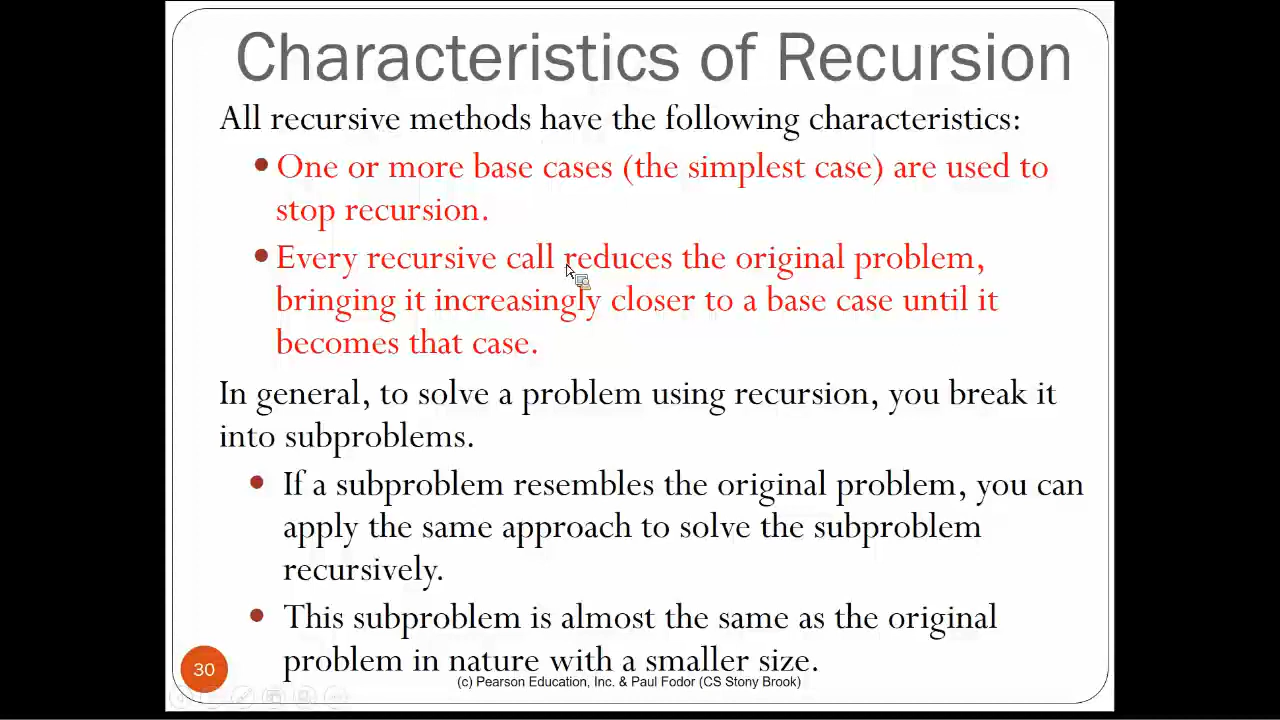 Characteristics of Recursion
All recursive methods have the following characteristics:
• One or more base cases (the simplest case) are used to
stop recursion.
• Every recursive call reduces the original problem,
bringing it increasingly closer to a base case until it
becomes that case.
In general, to solve a problem using recursion, you break it
into subproblems.
• If a subproblem resembles the original problem, you can
apply the same approach to solve the subproblem
recursively.
• This subproblem is almost the same as the original
problem in nature with a smaller size.
30
(c) Pearson Education, Inc. & Paul Fodor (CS Stony Brook)